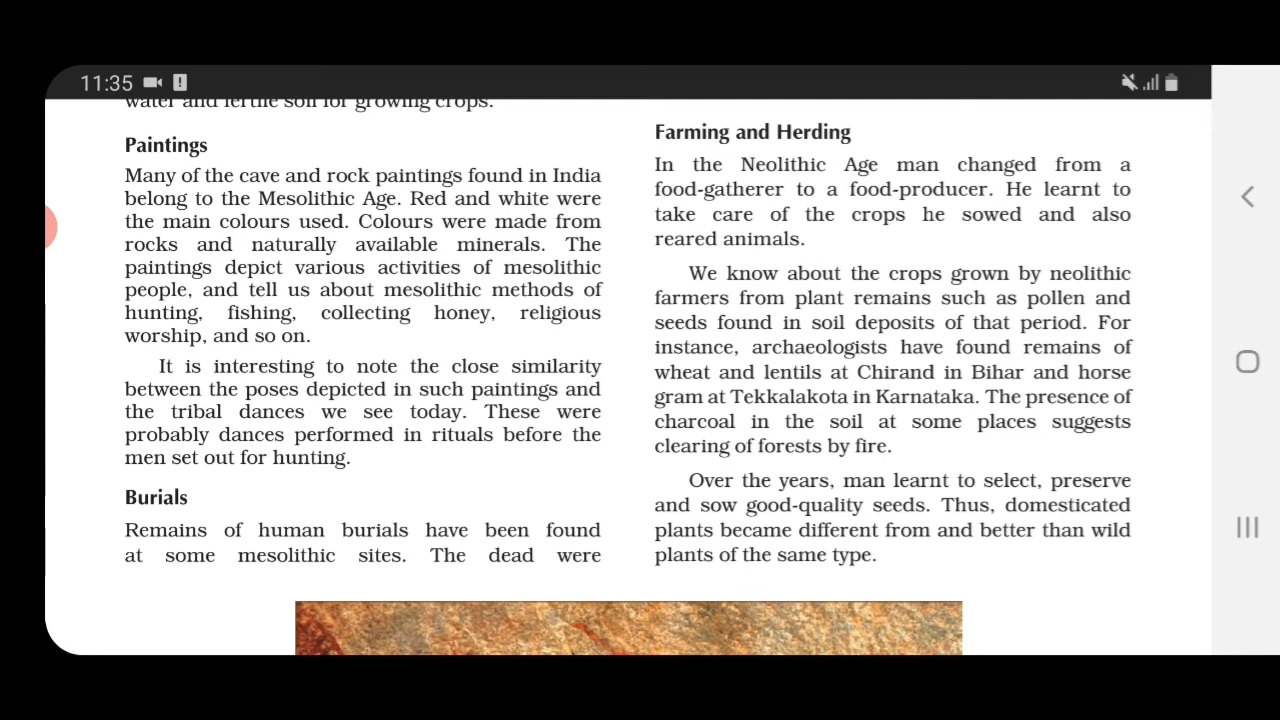 11:35
water and fertile soil for growing crops.
Paintings
Many of the cave and rock paintings found in India
belong to the Mesolithic Age. Red and white were
the main colours used. Colours were made from
rocks and naturally available minerals. The
paintings depict various activities of mesolithic
people, and tell us about mesolithic methods of
hunting, fishing, collecting honey, religious
worship, and so on.
It is interesting to note the close similarity
between the poses depicted in such paintings and
the tribal dances we see today. These were
probably dances performed in rituals before the
men set out for hunting.
Burials
Remains of human burials have been found
at some mesolithic sites. The dead were
Farming and Herding
In the Neolithic Age man changed from a
food-gatherer to a food-producer. He learnt to
take care of the crops he sowed and also
reared animals.
We know about the crops grown by neolithic
farmers from plant remains such as pollen and
seeds found in soil deposits of that period. For
instance, archaeologists have found remains of
wheat and lentils at Chirand in Bihar and horse
gram at Tekkalakota in Karnataka. The presence of
charcoal in the soil at some places suggests
clearing of forests by fire.
Over the years, man learnt to select, preserve
and sow good-quality seeds. Thus, domesticated
plants became different from and better than wild
plants of the same type.